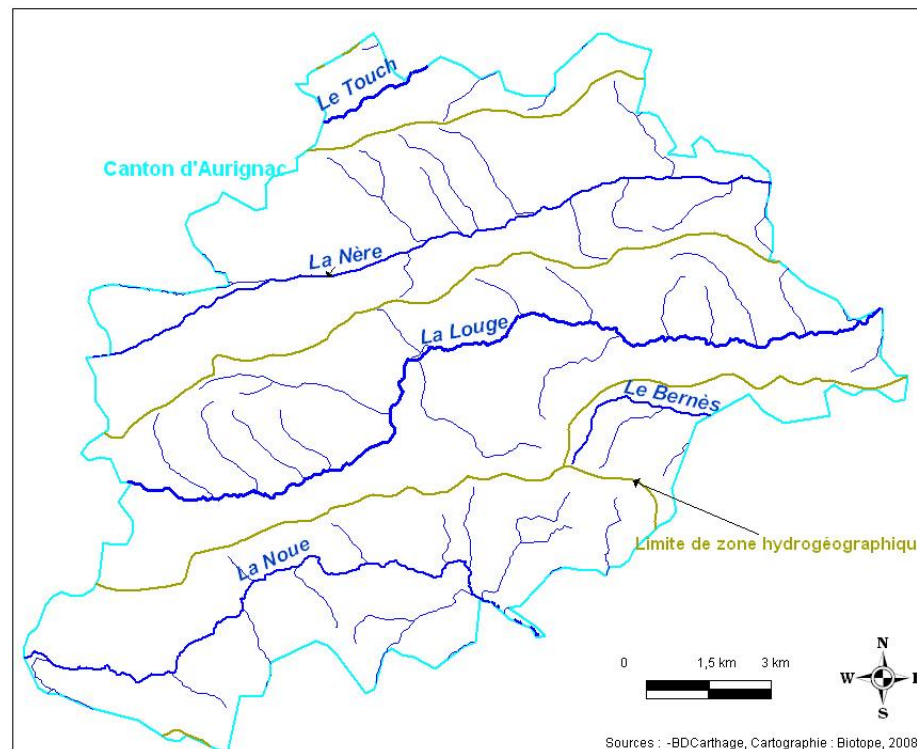 Le Touch
Canton d'Aurignac
La Nère
La Louge
Le Bernès
Limite de zone hydrogéographiqu
La Noue
N
W E
S
0 1,5 km 3 km
Sources : -BDCarthage, Cartographie : Biotope, 2008